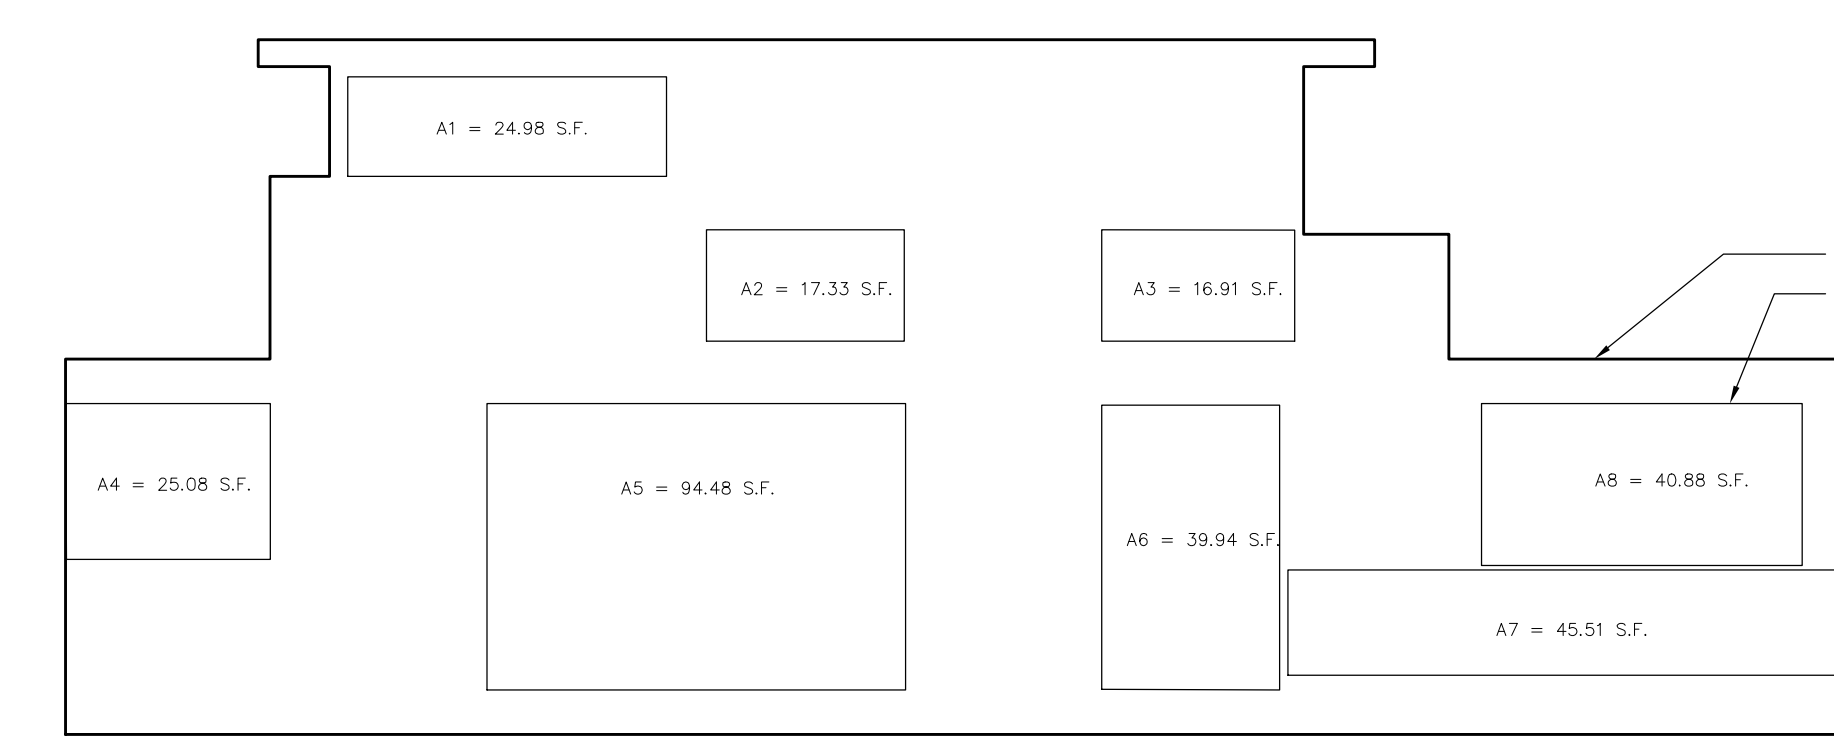 A1 = 24.98 S.F.
A2 = 17.33 S.F.
A3 = 16.91 S.F.
A4 = 25.08 S.F.
A5 = 94.48 S.F.
A8 = 40.88 S.F.
A6 = 39.94 S.F.
A7 = 45.51 S.F.